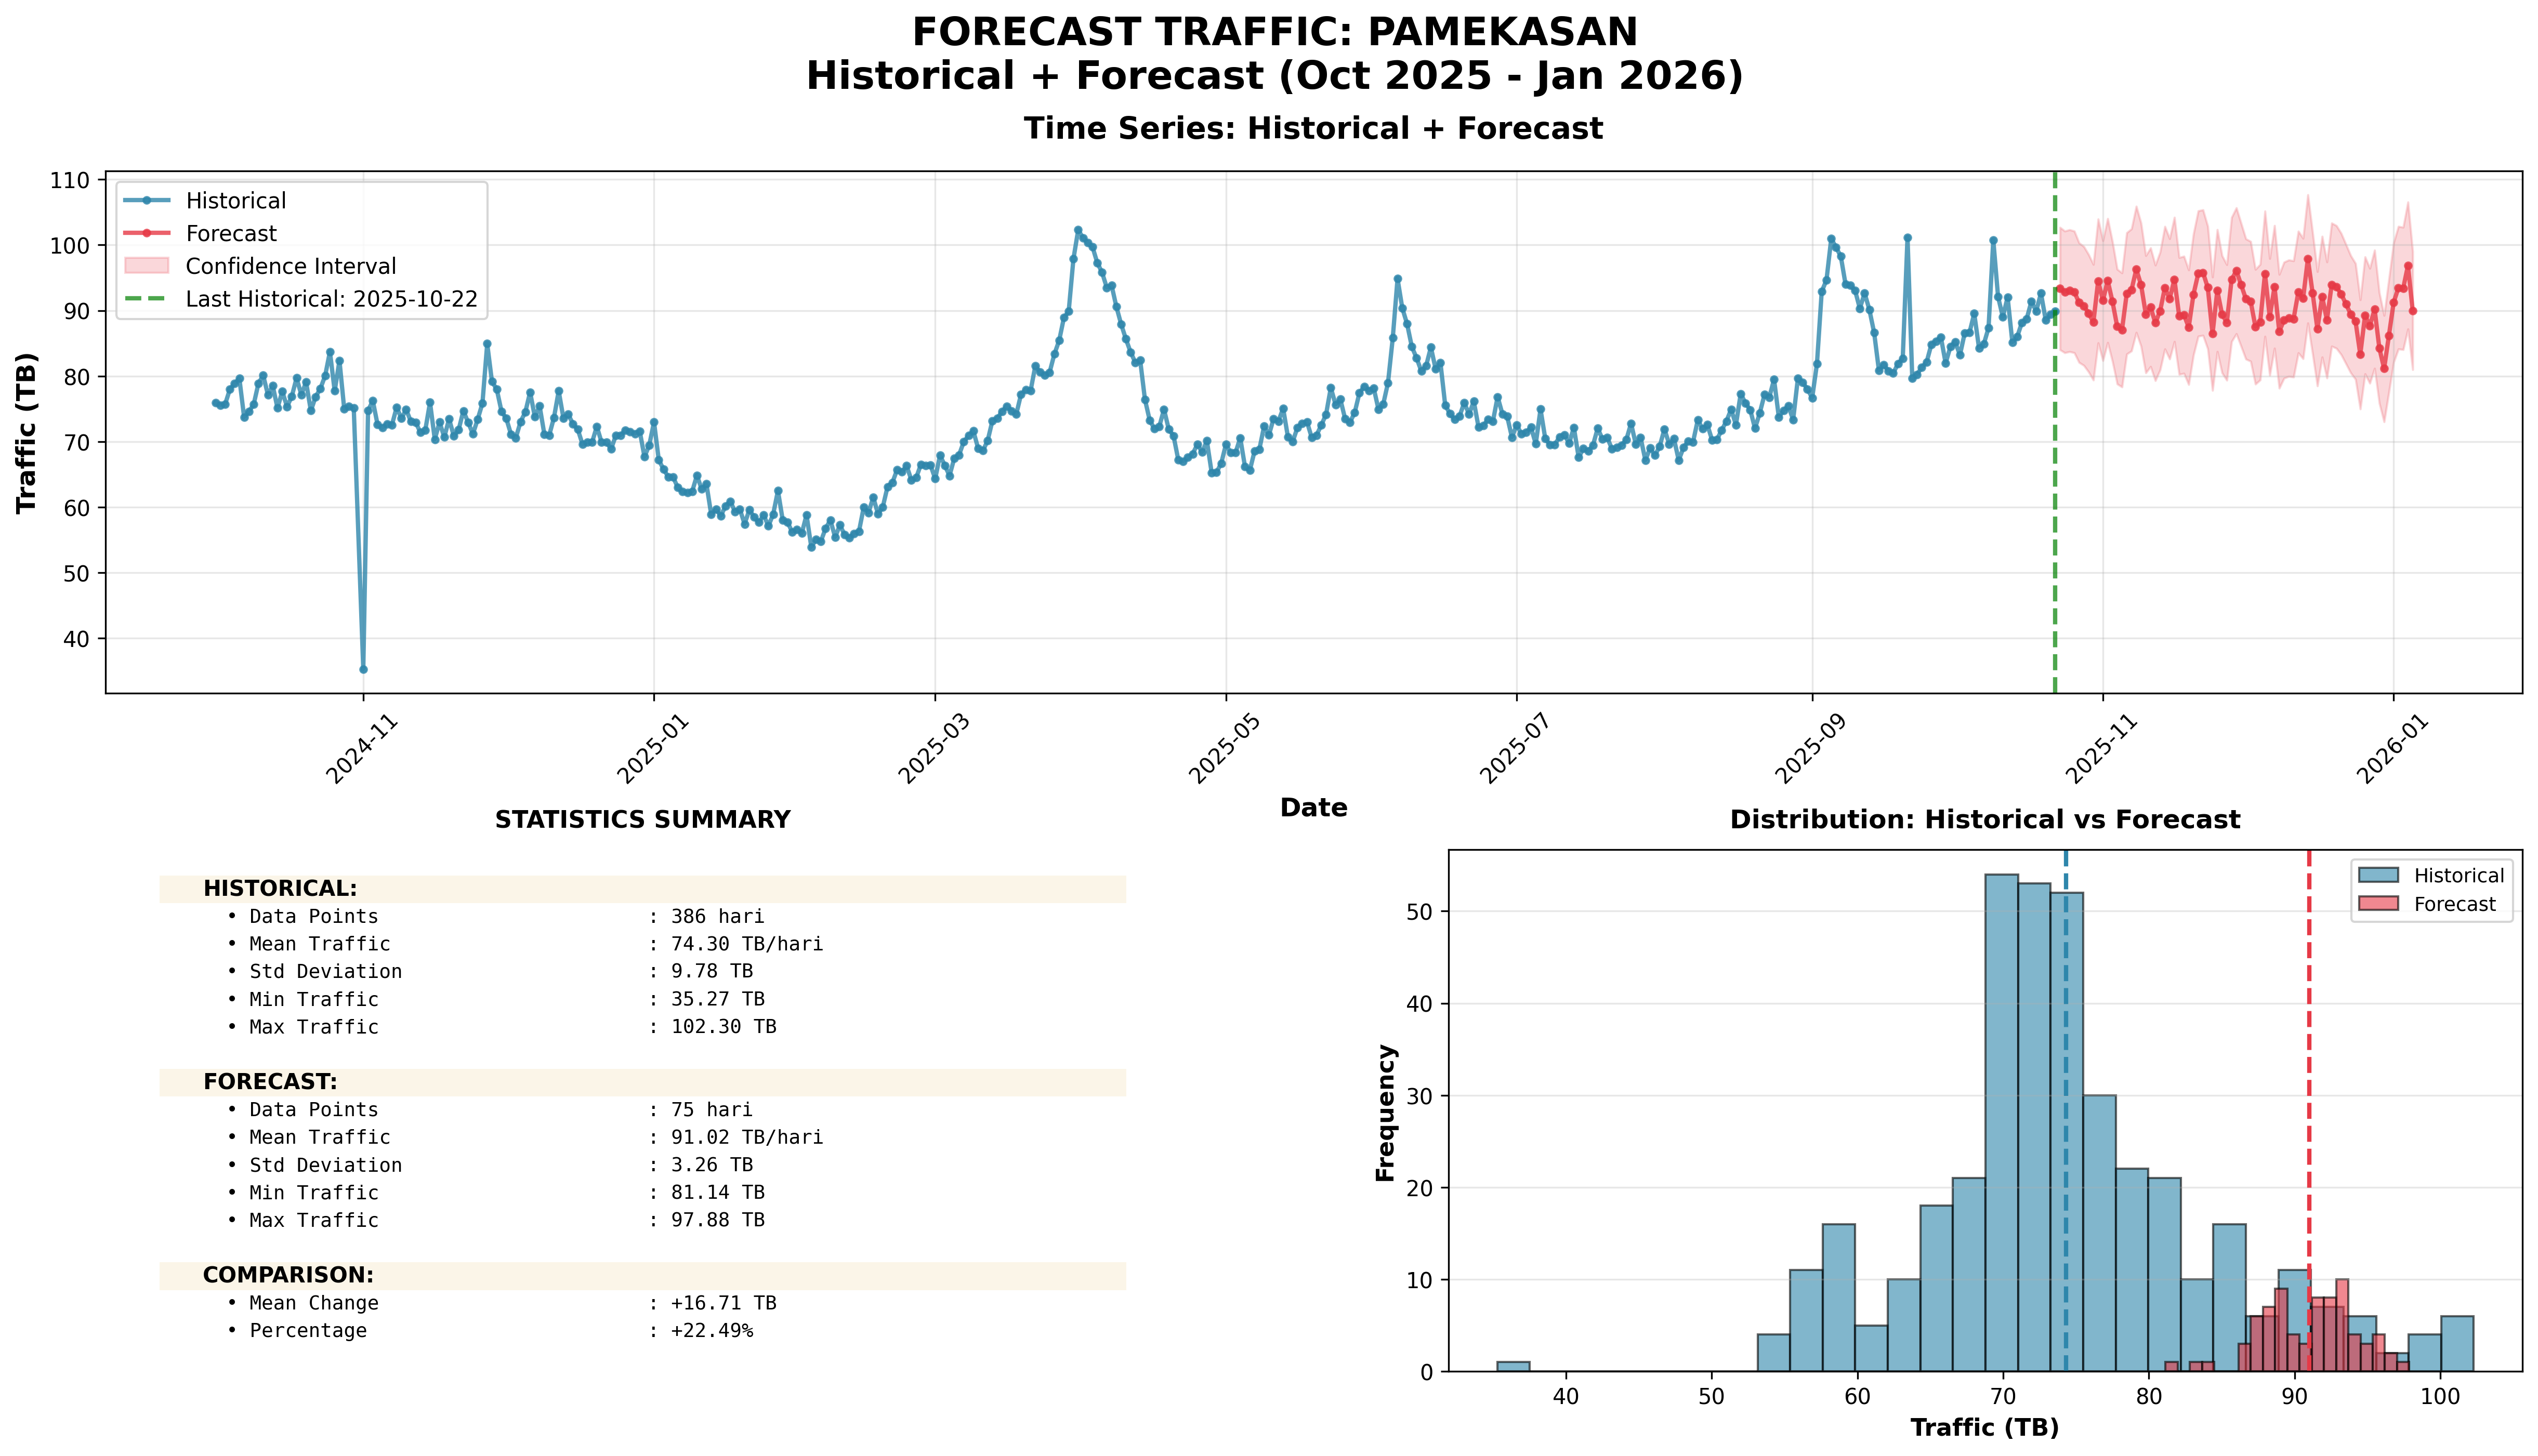 FORECAST TRAFFIC: PAMEKASAN
Historical + Forecast (Oct 2025 - Jan 2026)
Time Series: Historical + Forecast
Traffic (TB)
110
100
90
80
70
60
50
40
Historical
Forecast
Confidence Interval
Last Historical: 2025-10-22
2024-11
2025-01
2025-03
2025-05
2025-07
2025-09
2025-11
2026-01
Date
STATISTICS SUMMARY
HISTORICAL:
• Data Points : 386 hari
• Mean Traffic : 74.30 TB/hari
• Std Deviation : 9.78 TB
• Min Traffic : 35.27 TB
• Max Traffic : 102.30 TB
FORECAST:
• Data Points : 75 hari
• Mean Traffic : 91.02 TB/hari
• Std Deviation : 3.26 TB
• Min Traffic : 81.14 TB
• Max Traffic : 97.88 TB
COMPARISON:
• Mean Change : +16.71 TB
• Percentage : +22.49%
Distribution: Historical vs Forecast
Frequency
50
40
30
20
10
0
Historical
Forecast
40
50
60
70
80
90
100
Traffic (TB)